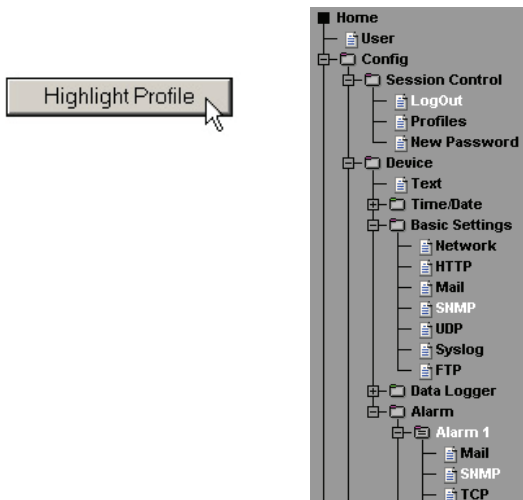 Highlight Profile
Home
User
Config
Session Control
LogOut
Profiles
New Password
Device
Text
Time/Date
Basic Settings
Network
HTTP
Mail
SNMP
UDP
Syslog
FTP
Data Logger
Alarm
Alarm 1
Mail
SNMP
TCP